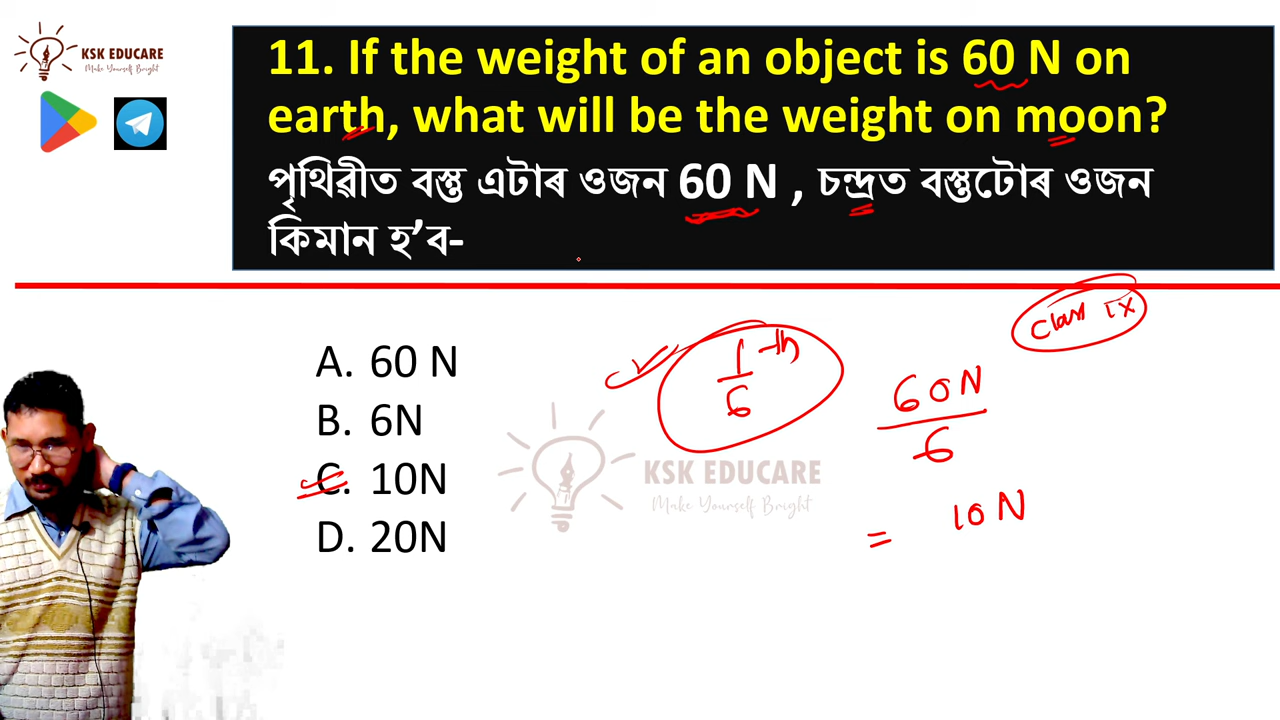 KSK EDUCARE
Make Yourself Bright
11. If the weight of an object is 60 N on
earth, what will be the weight on moon?
পৃথিৱীত বস্তু এটাৰ ওজন 60 N , চন্দ্ৰত বস্তুটোৰ ওজন
কিমান হ’ব-
Class IX
A. 60 N
B. 6N
C. 10N
D. 20N
1/6 th
60N
6
= 10 N
KSK EDUCARE
Make Yourself Bright